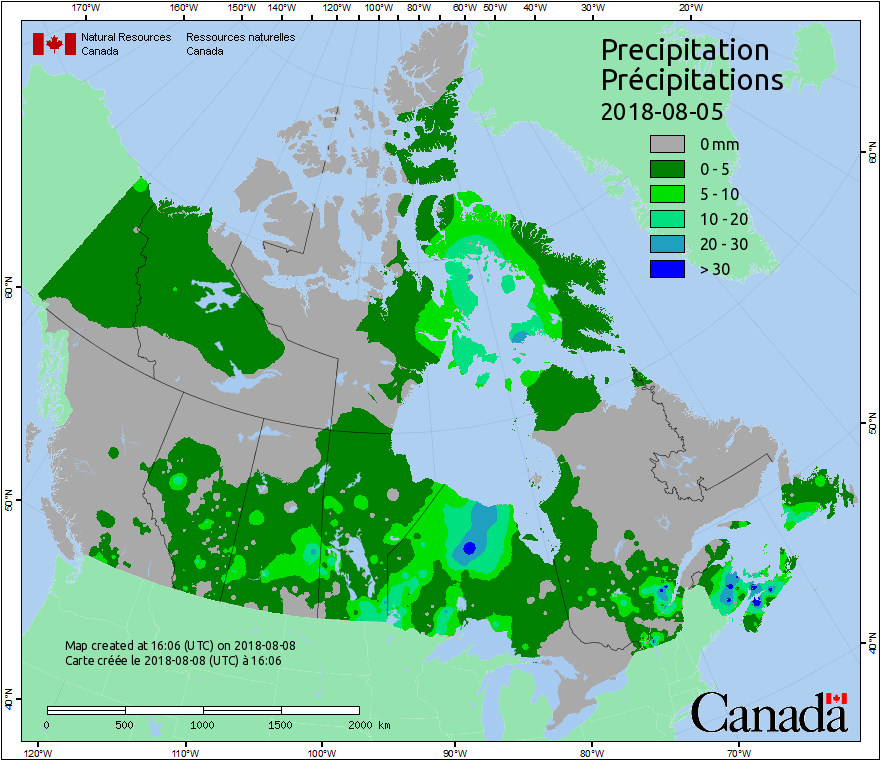 170°W 160°W 150°W 140°W 120°W 100°W 80°W 60°W 50°W 40°W 30°W 20°W
Natural Resources Ressources naturelles
Canada Canada
Precipitation
Précipitations
2018-08-05
0 mm
0 - 5
5 - 10
10 - 20
20 - 30
> 30
60°N
60°N
50°N
50°N
40°N
40°N
Map created at 16:06 (UTC) on 2018-08-08
Carte créée le 2018-08-08 (UTC) à 16:06
0 500 1000 1500 2000 km
Canada
120°W 110°W 100°W 90°W 80°W 70°W